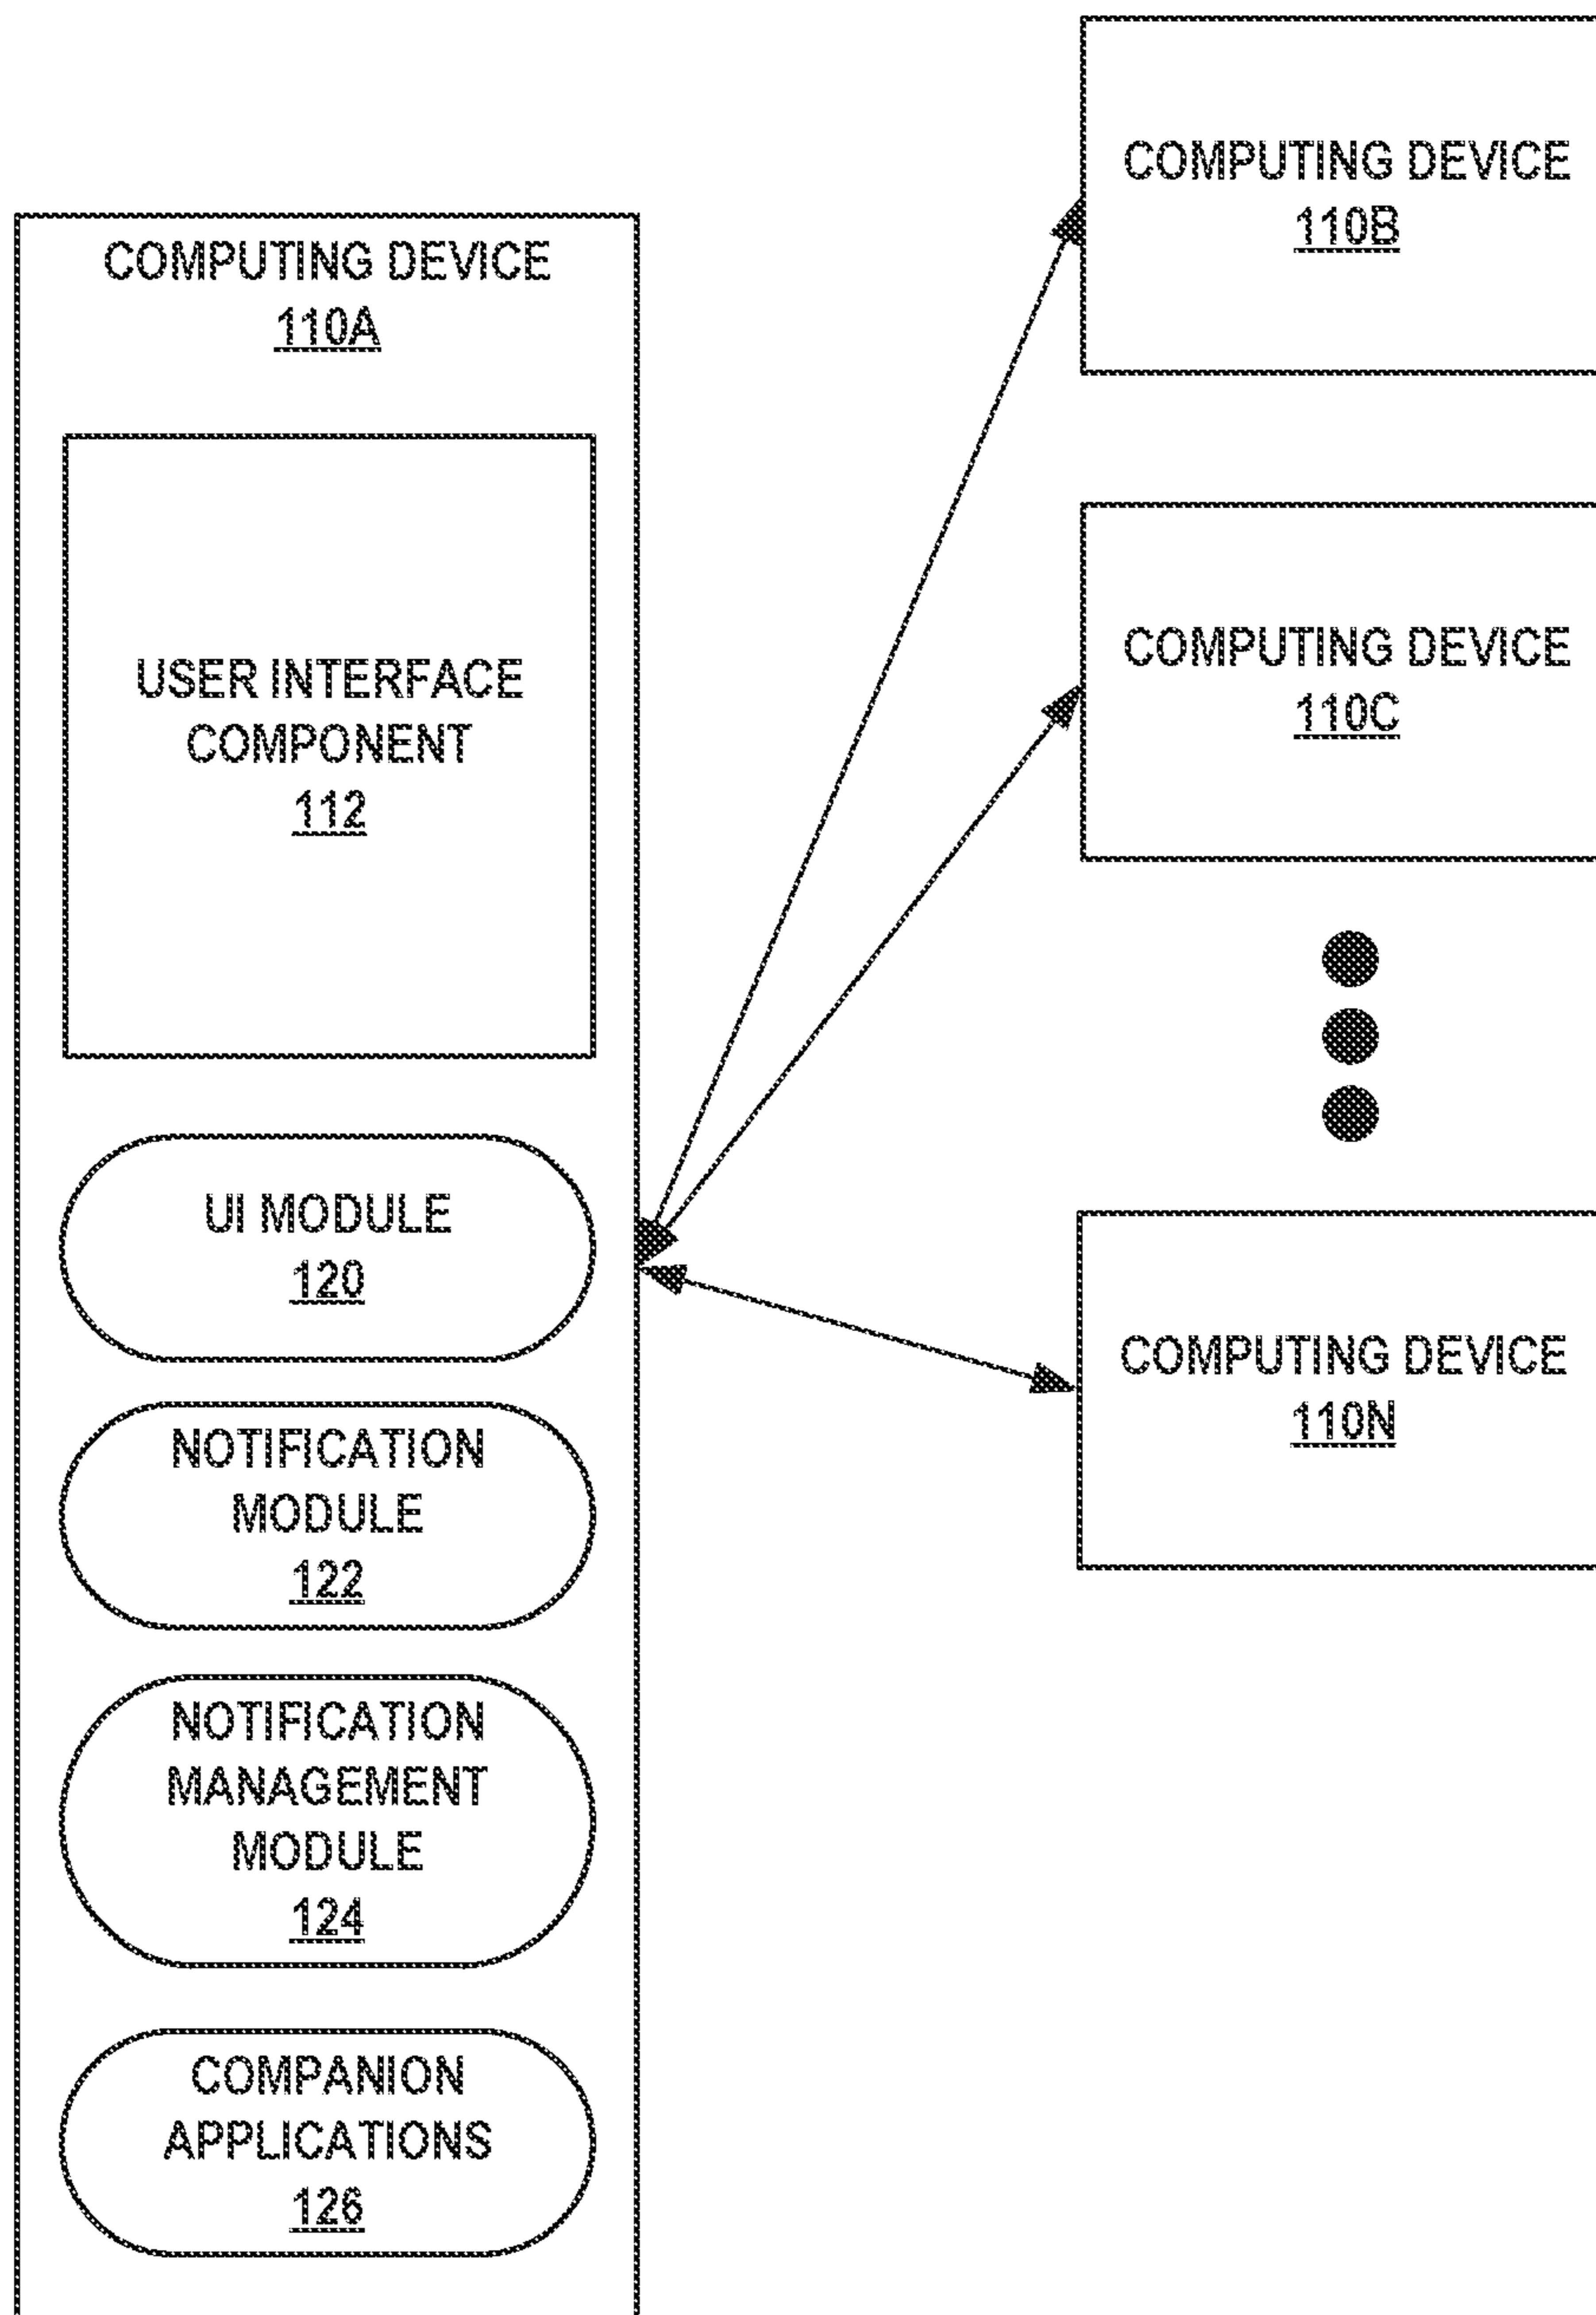 COMPUTING DEVICE
110A
USER INTERFACE
COMPONENT
112
UI MODULE
120
NOTIFICATION
MODULE
122
NOTIFICATION
MANAGEMENT
MODULE
124
COMPANION
APPLICATIONS
126
COMPUTING DEVICE
110B
COMPUTING DEVICE
110C
COMPUTING DEVICE
110N